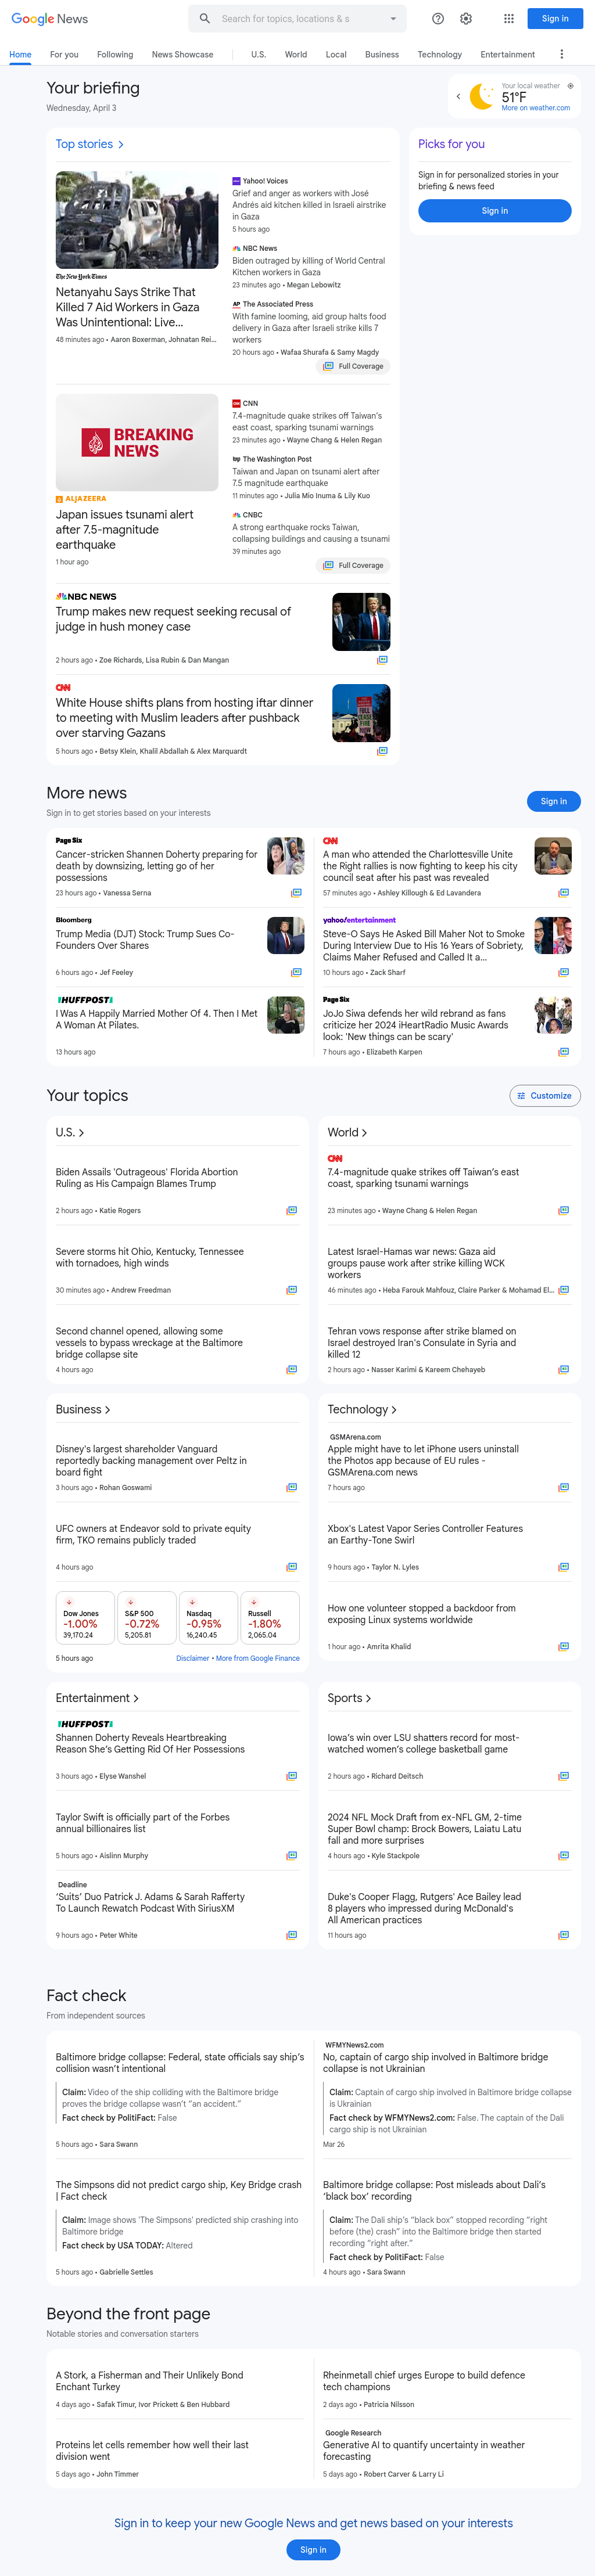 Google News
Search for topics, locations & s
Sign in
Home
For you
Following
News Showcase
U.S.
World
Local
Business
Technology
Entertainment
Your briefing
Wednesday, April 3
Your local weather
51°F
More on weather.com
Top stories
The New York Times
Netanyahu Says Strike That
Killed 7 Aid Workers in Gaza
Was Unintentional: Live...
48 minutes ago • Aaron Boxerman, Johnatan Rei...
Yahoo! Voices
Grief and anger as workers with José
Andrés aid kitchen killed in Israeli airstrike
in Gaza
5 hours ago
NBC News
Biden outraged by killing of World Central
Kitchen workers in Gaza
23 minutes ago • Megan Lebowitz
AP
The Associated Press
With famine looming, aid group halts food
delivery in Gaza after Israeli strike kills 7
workers
20 hours ago • Wafaa Shurafa & Samy Magdy
Full Coverage
Picks for you
Sign in for personalized stories in your
briefing & news feed
Sign in
BREAKING
NEWS
ALJAZEERA
Japan issues tsunami alert
after 7.5-magnitude
earthquake
1 hour ago
CNN
7.4-magnitude quake strikes off Taiwan's
east coast, sparking tsunami warnings
23 minutes ago • Wayne Chang & Helen Regan
wp The Washington Post
Taiwan and Japan on tsunami alert after
7.5 magnitude earthquake
11 minutes ago • Julia Mio Inuma & Lily Kuo
CNBC
A strong earthquake rocks Taiwan,
collapsing buildings and causing a tsunami
39 minutes ago
Full Coverage
NBC NEWS
Trump makes new request seeking recusal of
judge in hush money case
2 hours ago • Zoe Richards, Lisa Rubin & Dan Mangan
CNN
White House shifts plans from hosting iftar dinner
to meeting with Muslim leaders after pushback
over starving Gazans
5 hours ago • Betsy Klein, Khalil Abdallah & Alex Marquardt
More news
Sign in to get stories based on your interests
Sign in
Page Six
Cancer-stricken Shannen Doherty preparing for
death by downsizing, letting go of her
possessions
23 hours ago • Vanessa Serna
CNN
A man who attended the Charlottesville Unite
the Right rallies is now fighting to keep his city
council seat after his past was revealed
57 minutes ago • Ashley Killough & Ed Lavandera
Bloomberg
Trump Media (DJT) Stock: Trump Sues Co-
Founders Over Shares
6 hours ago • Jef Feeley
yahoo/entertainment
Steve-O Says He Asked Bill Maher Not to Smoke
During Interview Due to His 16 Years of Sobriety,
Claims Maher Refused and Called It a...
10 hours ago • Zack Sharf
HUFFPOST
I Was A Happily Married Mother Of 4. Then I Met
A Woman At Pilates.
13 hours ago
Page Six
JoJo Siwa defends her wild rebrand as fans
criticize her 2024 iHeartRadio Music Awards
look: 'New things can be scary'
7 hours ago • Elizabeth Karpen
Your topics
Customize
U.S.
Biden Assails 'Outrageous' Florida Abortion
Ruling as His Campaign Blames Trump
2 hours ago • Katie Rogers
Severe storms hit Ohio, Kentucky, Tennessee
with tornadoes, high winds
30 minutes ago • Andrew Freedman
Second channel opened, allowing some
vessels to bypass wreckage at the Baltimore
bridge collapse site
4 hours ago
World
CNN
7.4-magnitude quake strikes off Taiwan's east
coast, sparking tsunami warnings
23 minutes ago • Wayne Chang & Helen Regan
Latest Israel-Hamas war news: Gaza aid
groups pause work after strike killing WCK
workers
46 minutes ago • Heba Farouk Mahfouz, Claire Parker & Mohamad El...
Tehran vows response after strike blamed on
Israel destroyed Iran's Consulate in Syria and
killed 12
2 hours ago • Nasser Karimi & Kareem Chehayeb
Business
Disney's largest shareholder Vanguard
reportedly backing management over Peltz in
board fight
3 hours ago • Rohan Goswami
UFC owners at Endeavor sold to private equity
firm, TKO remains publicly traded
4 hours ago
Dow Jones
-1.00%
39,170.24
S&P 500
-0.72%
5,205.81
Nasdaq
-0.95%
16,240.45
Russell
-1.80%
2,065.04
5 hours ago
Disclaimer • More from Google Finance
Technology
GSMArena.com
Apple might have to let iPhone users uninstall
the Photos app because of EU rules -
GSMArena.com news
7 hours ago
Xbox's Latest Vapor Series Controller Features
an Earthy-Tone Swirl
9 hours ago • Taylor N. Lyles
How one volunteer stopped a backdoor from
exposing Linux systems worldwide
1 hour ago • Amrita Khalid
Entertainment
HUFFPOST
Shannen Doherty Reveals Heartbreaking
Reason She's Getting Rid Of Her Possessions
3 hours ago • Elyse Wanshel
Taylor Swift is officially part of the Forbes
annual billionaires list
5 hours ago • Aislinn Murphy
Deadline
'Suits' Duo Patrick J. Adams & Sarah Rafferty
To Launch Rewatch Podcast With SiriusXM
9 hours ago • Peter White
Sports
Iowa's win over LSU shatters record for most-
watched women's college basketball game
2 hours ago • Richard Deitsch
2024 NFL Mock Draft from ex-NFL GM, 2-time
Super Bowl champ: Brock Bowers, Laiatu Latu
fall and more surprises
4 hours ago • Kyle Stackpole
Duke's Cooper Flagg, Rutgers' Ace Bailey lead
8 players who impressed during McDonald's
All American practices
11 hours ago
Fact check
From independent sources
Baltimore bridge collapse: Federal, state officials say ship's
collision wasn't intentional
Claim: Video of the ship colliding with the Baltimore bridge
proves the bridge collapse wasn't "an accident."
Fact check by PolitiFact: False
5 hours ago • Sara Swann
WFMYNews2.com
No, captain of cargo ship involved in Baltimore bridge
collapse is not Ukrainian
Claim: Captain of cargo ship involved in Baltimore bridge collapse
is Ukrainian
Fact check by WFMYNews2.com: False. The captain of the Dali
cargo ship is not Ukrainian
Mar 26
The Simpsons did not predict cargo ship, Key Bridge crash
| Fact check
Claim: Image shows 'The Simpsons' predicted ship crashing into
Baltimore bridge
Fact check by USA TODAY: Altered
5 hours ago • Gabrielle Settles
Baltimore bridge collapse: Post misleads about Dali's
'black box' recording
Claim: The Dali ship's "black box" stopped recording "right
before (the) crash" into the Baltimore bridge then started
recording "right after."
Fact check by PolitiFact: False
4 hours ago • Sara Swann
Beyond the front page
Notable stories and conversation starters
A Stork, a Fisherman and Their Unlikely Bond
Enchant Turkey
4 days ago • Safak Timur, Ivor Prickett & Ben Hubbard
Rheinmetall chief urges Europe to build defence
tech champions
2 days ago • Patricia Nilsson
Proteins let cells remember how well their last
division went
5 days ago • John Timmer
Google Research
Generative AI to quantify uncertainty in weather
forecasting
5 days ago • Robert Carver & Larry Li
Sign in to keep your new Google News and get news based on your interests
Sign in